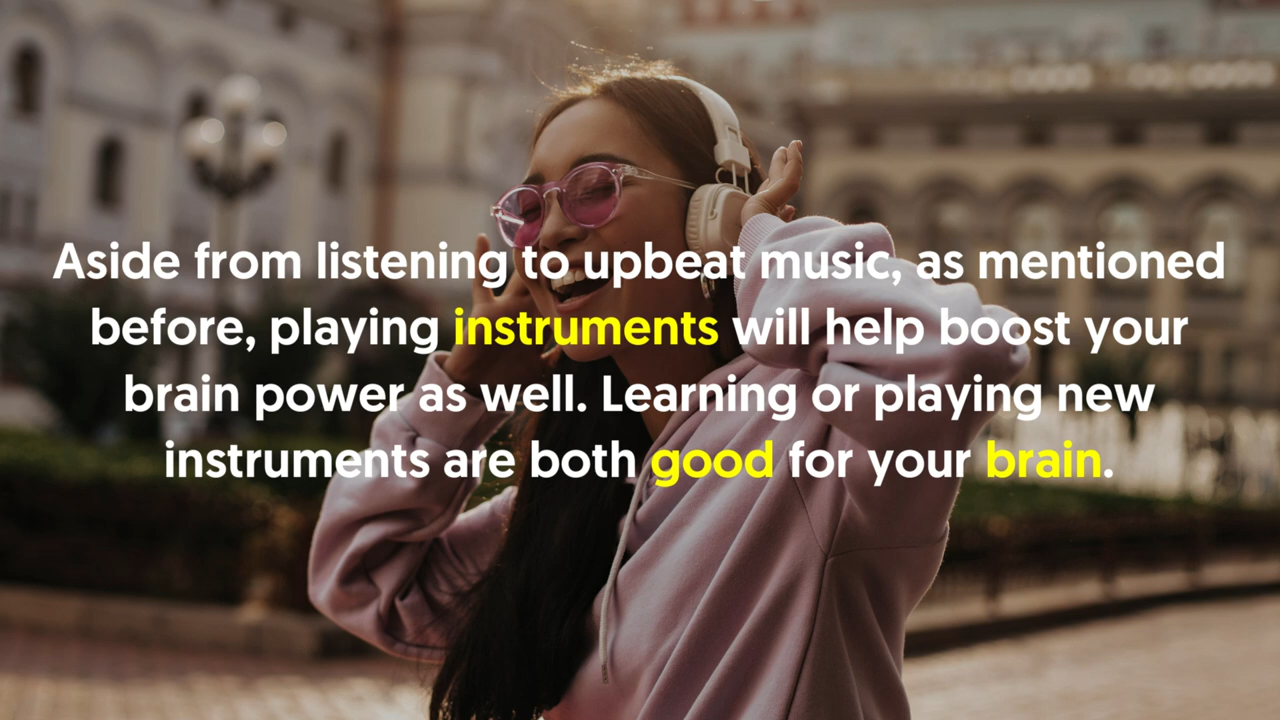 Aside from listening to upbeat music, as mentioned
before, playing instruments will help boost your
brain power as well. Learning or playing new
instruments are both good for your brain.